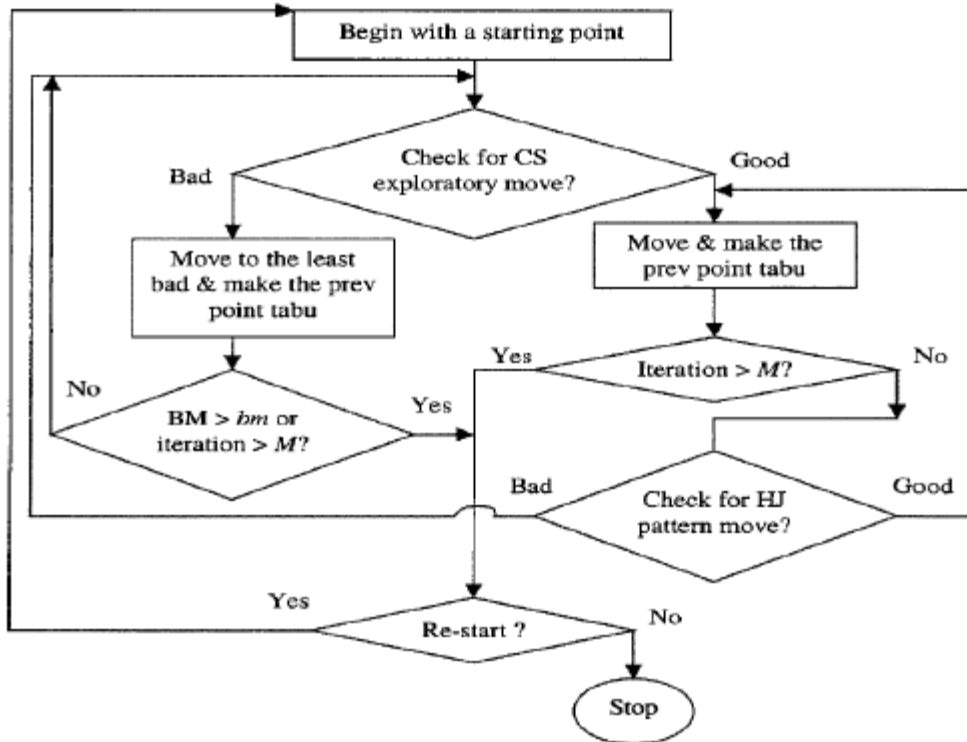 Begin with a starting point
Check for CS
exploratory move?
Bad
Good
Move to the least
bad & make the prev
point tabu
Move & make the
prev point tabu
Yes
Iteration > M?
No
No
BM > bm or
iteration > M?
Yes
Bad
Check for HJ
pattern move?
Good
Yes
Re-start ?
No
Stop